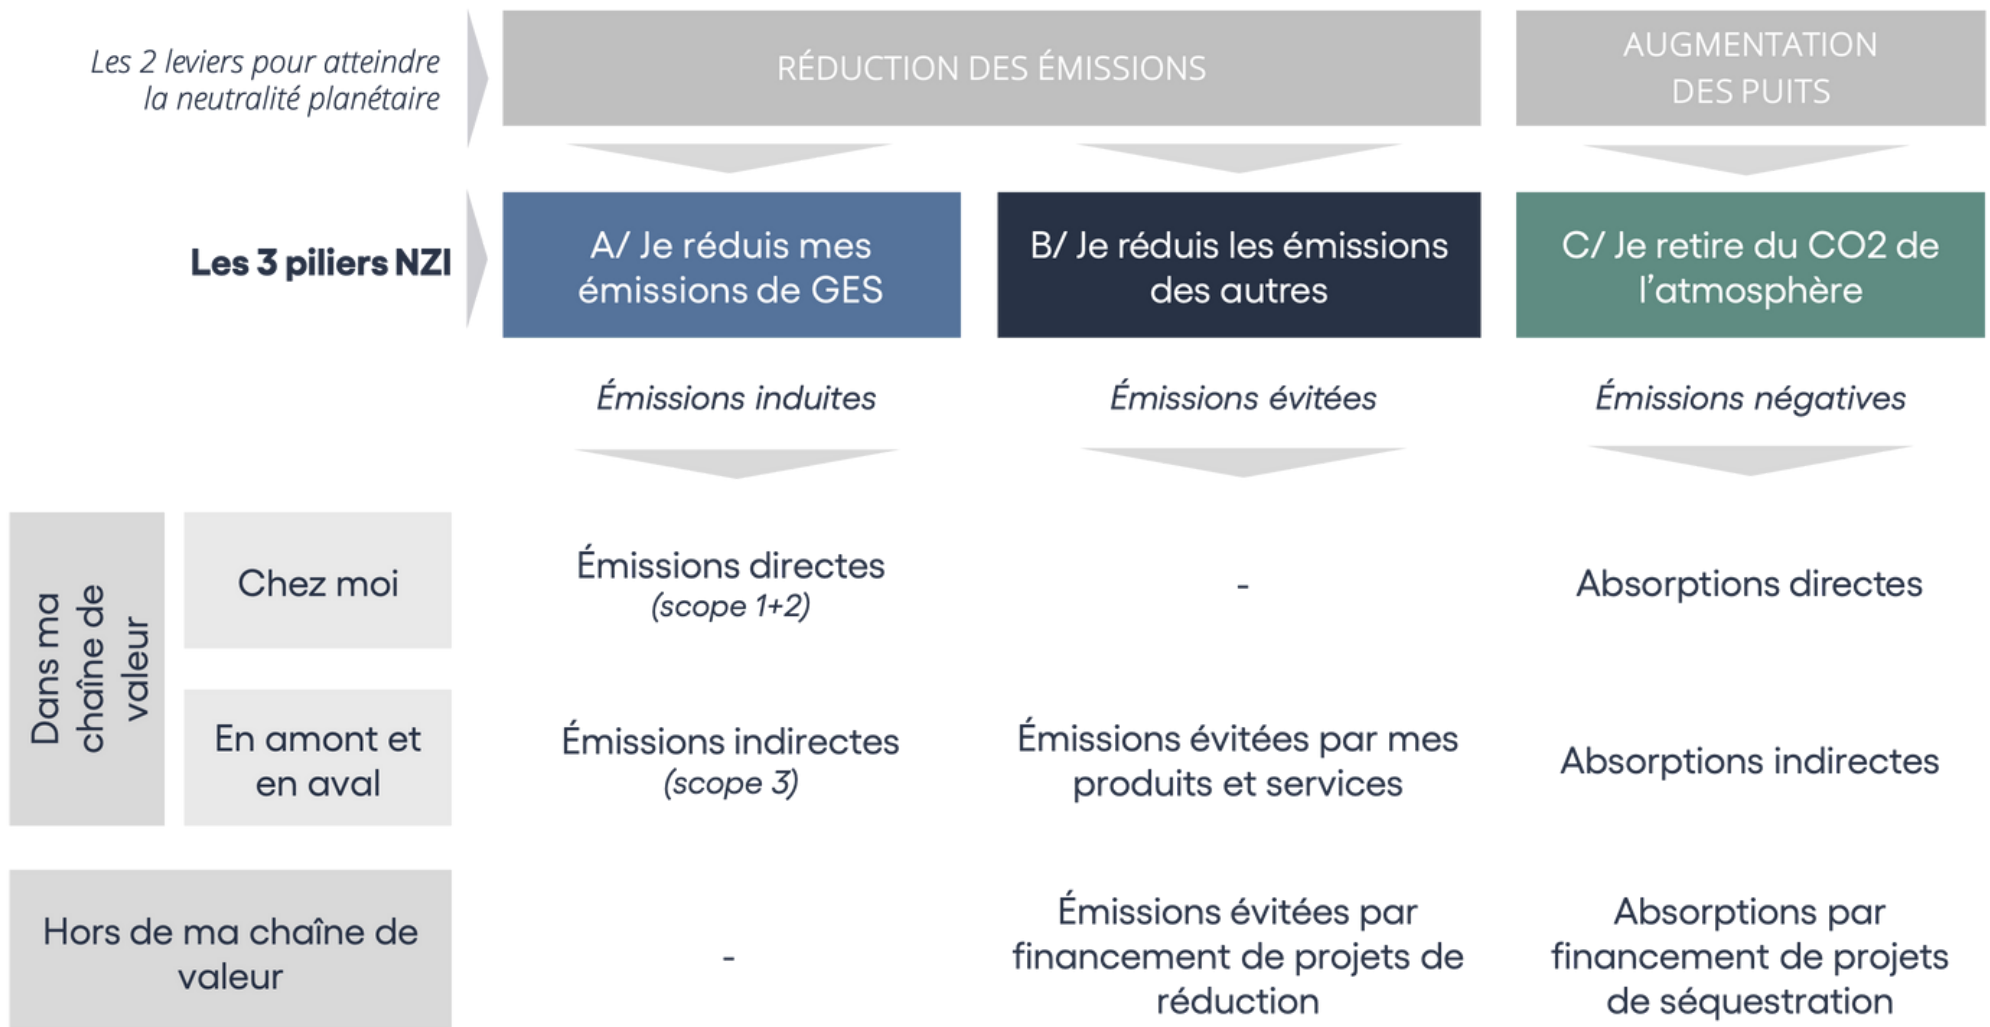 Les 2 leviers pour atteindre
la neutralité planétaire
RÉDUCTION DES ÉMISSIONS
AUGMENTATION
DES PUITS
Les 3 piliers NZI
A/ Je réduis mes
émissions de GES
B/ Je réduis les émissions
des autres
C/ Je retire du CO2 de
l'atmosphère
Émissions induites
Émissions évitées
Émissions négatives
Dans ma
chaîne de
valeur
Chez moi
Émissions directes
(scope 1+2)
-
Absorptions directes
En amont et
en aval
Émissions indirectes
(scope 3)
Émissions évitées par mes
produits et services
Absorptions indirectes
Hors de ma chaîne de
valeur
-
Émissions évitées par
financement de projets de
réduction
Absorptions par
financement de projets
de séquestration